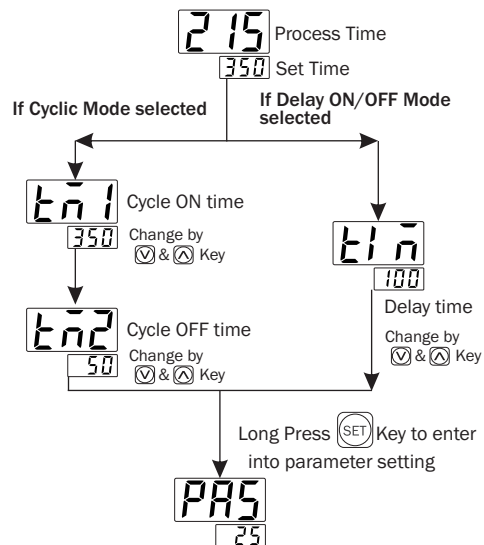 215
Process Time
350 Set Time
If Cyclic Mode selected
If Delay ON/OFF Mode
selected
tm1
Cycle ON time
350
Change by
& Key
tim
100
Delay time
Change by
& Key
tm2
Cycle OFF time
50
Change by
& Key
Long Press SET Key to enter
into parameter setting
PAS
25